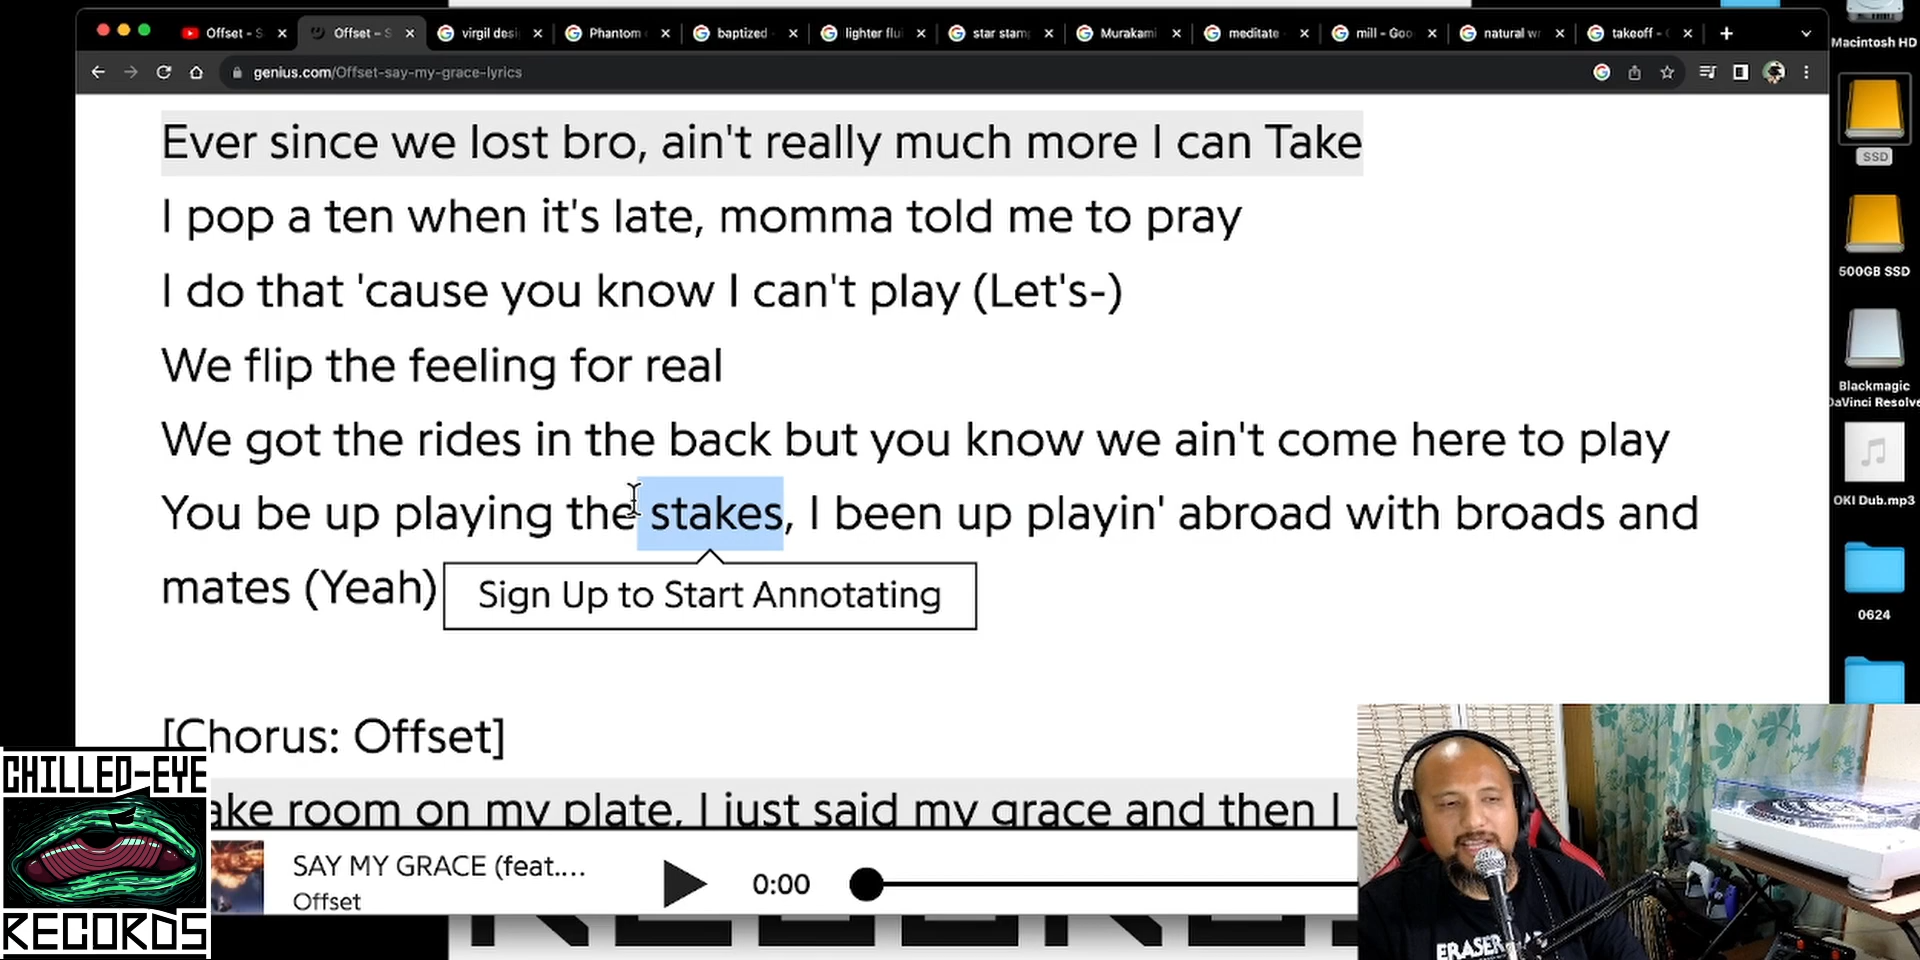 Offset - S
Offset - S
virgil desi
Phantom
baptized
lighter flui
star stam
Murakami
meditate -
mill - Goo
natural w
takeoff -
genius.com/Offset-say-my-grace-lyrics
Macintosh HD
SSD
500GB SSD
Blackmagic
DaVinci Resolve
OKI Dub.mp3
0624
Ever since we lost bro, ain't really much more I can Take
I pop a ten when it's late, momma told me to pray
I do that 'cause you know I can't play (Let's-)
We flip the feeling for real
We got the rides in the back but you know we ain't come here to play
You be up playing the stakes, I been up playin' abroad with broads and
mates (Yeah)
Sign Up to Start Annotating
[Chorus: Offset]
ake room on my plate, I just said my grace and then I
SAY MY GRACE (feat....
Offset
0:00
CHILLED-EYE
RECORDS
ERASER